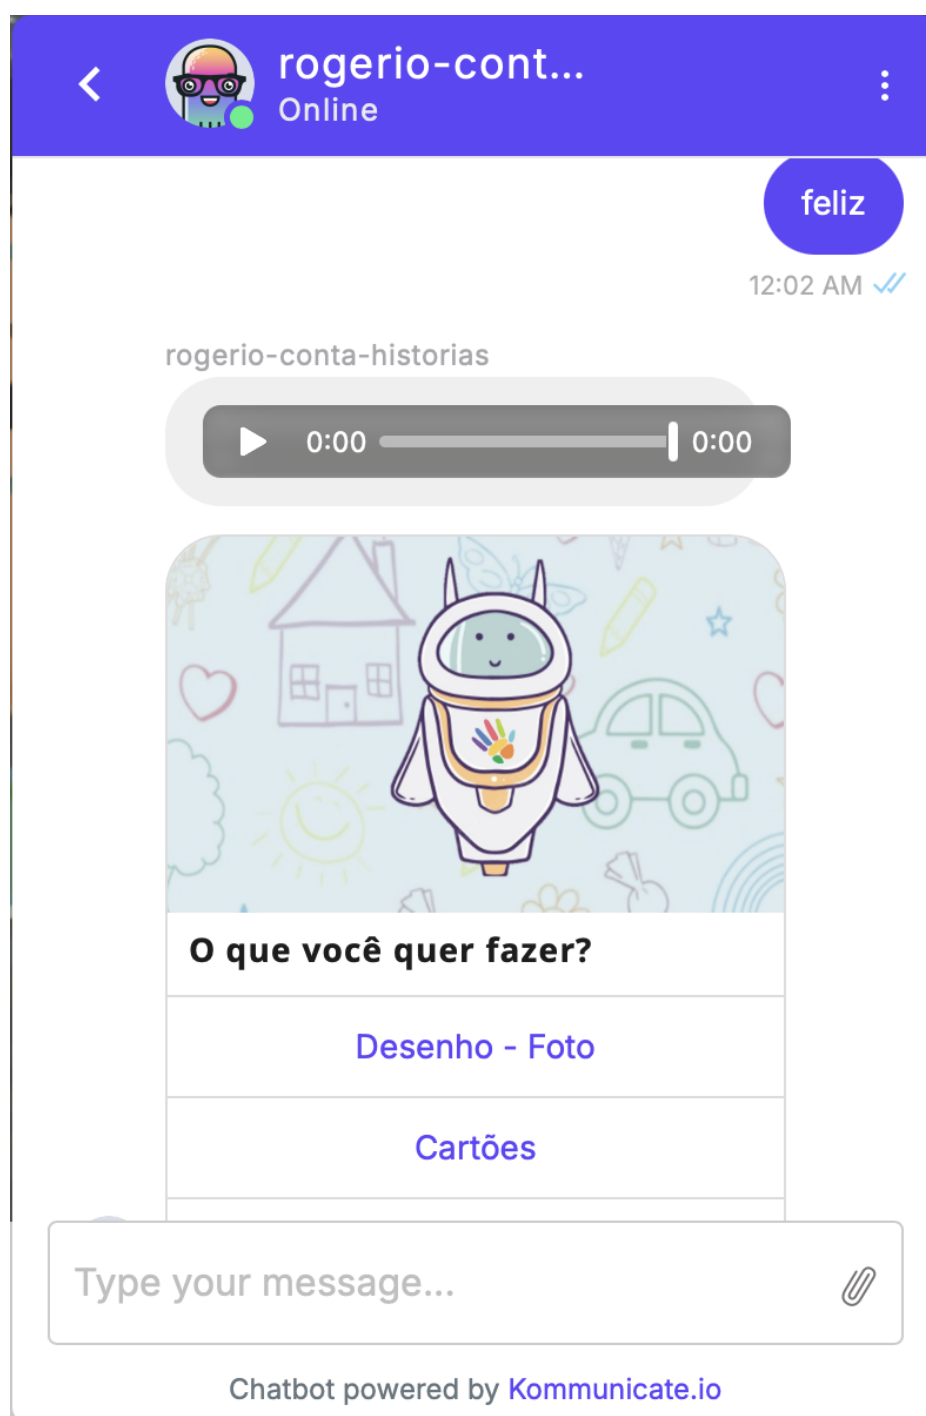 rogerio-cont...
Online
feliz
12:02 AM
rogerio-conta-historias
0:00 0:00
O que você quer fazer?
Desenho - Foto
Cartões
Type your message...
Chatbot powered by Kommunicate.io